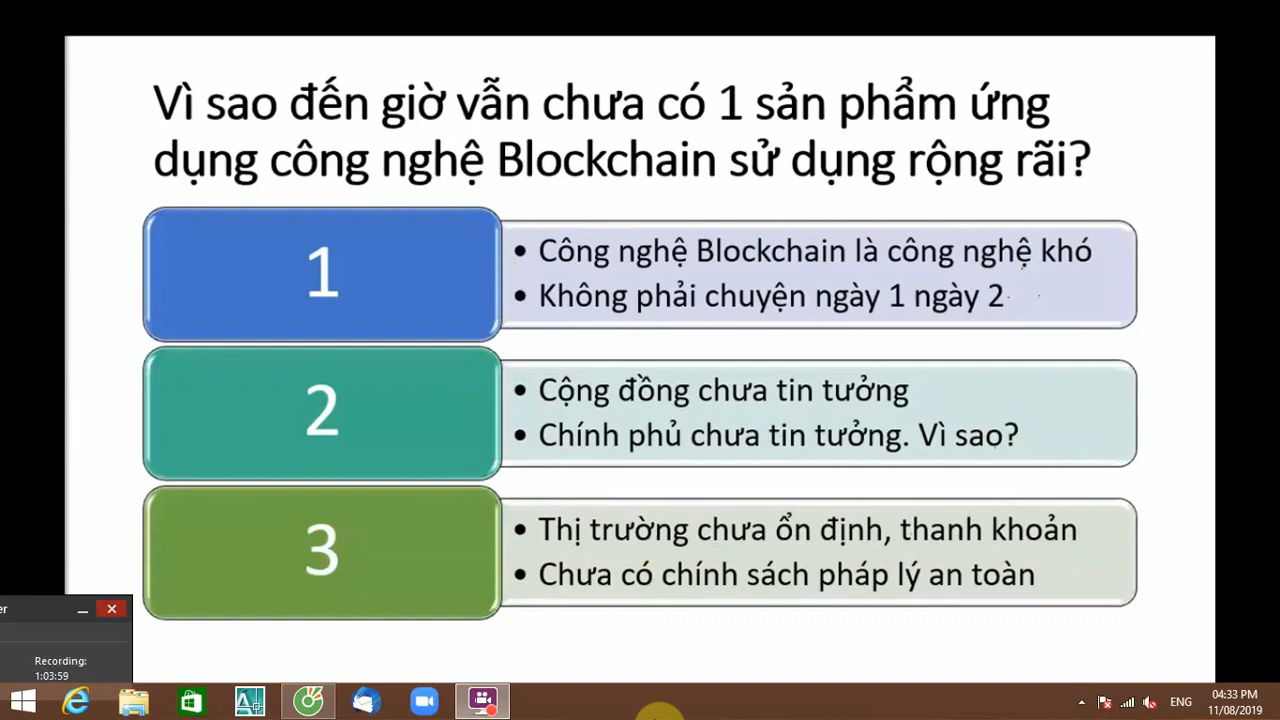 Vì sao đến giờ vẫn chưa có 1 sản phẩm ứng
dụng công nghệ Blockchain sử dụng rộng rãi?
1
• Công nghệ Blockchain là công nghệ khó
• Không phải chuyện ngày 1 ngày 2
2
• Cộng đồng chưa tin tưởng
• Chính phủ chưa tin tưởng. Vì sao?
3
• Thị trường chưa ổn định, thanh khoản
• Chưa có chính sách pháp lý an toàn
er
Recording:
1:03:59
ENG
04:33 PM
11/08/2019